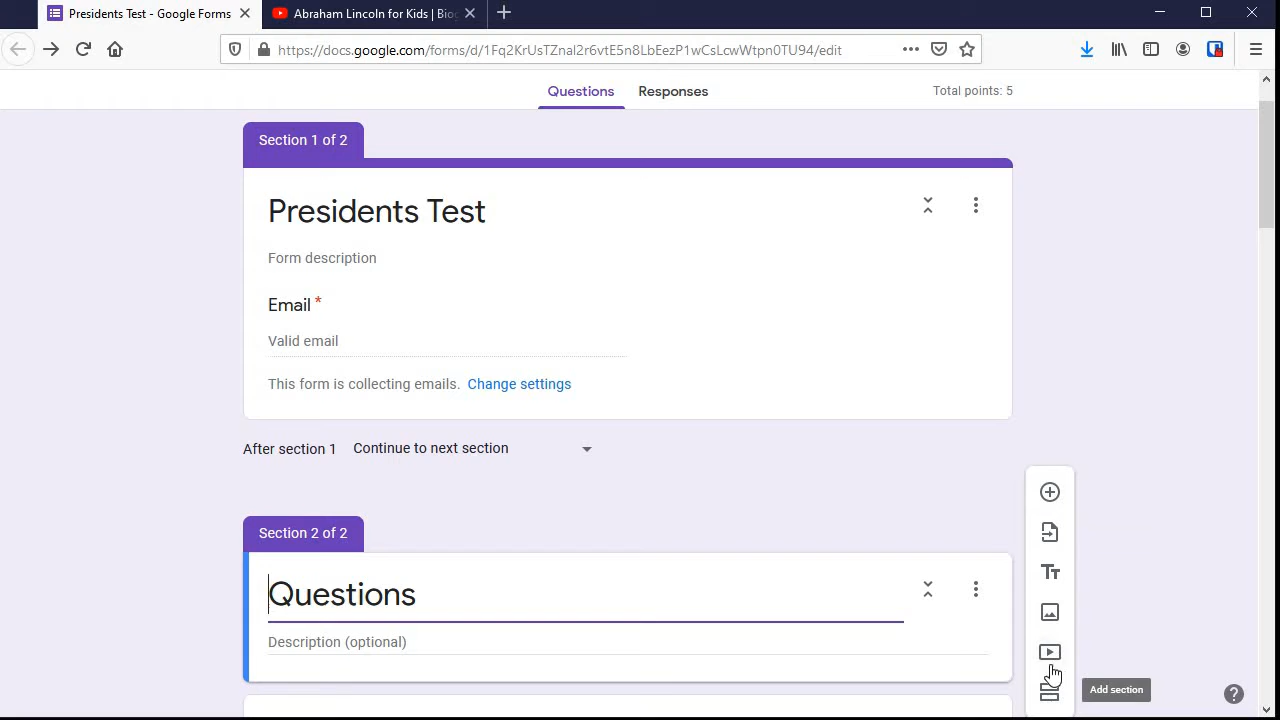 Presidents Test - Google Forms
Abraham Lincoln for Kids | Biog
https://docs.google.com/forms/d/1Fq2KrUsTZnal2r6vtE5n8LbEezP1wCsLcwWtpn0TU94/edit
Questions
Responses
Total points: 5
Section 1 of 2
Presidents Test
Form description
Email *
Valid email
This form is collecting emails. Change settings
After section 1 Continue to next section
Section 2 of 2
Questions
Description (optional)
Add section